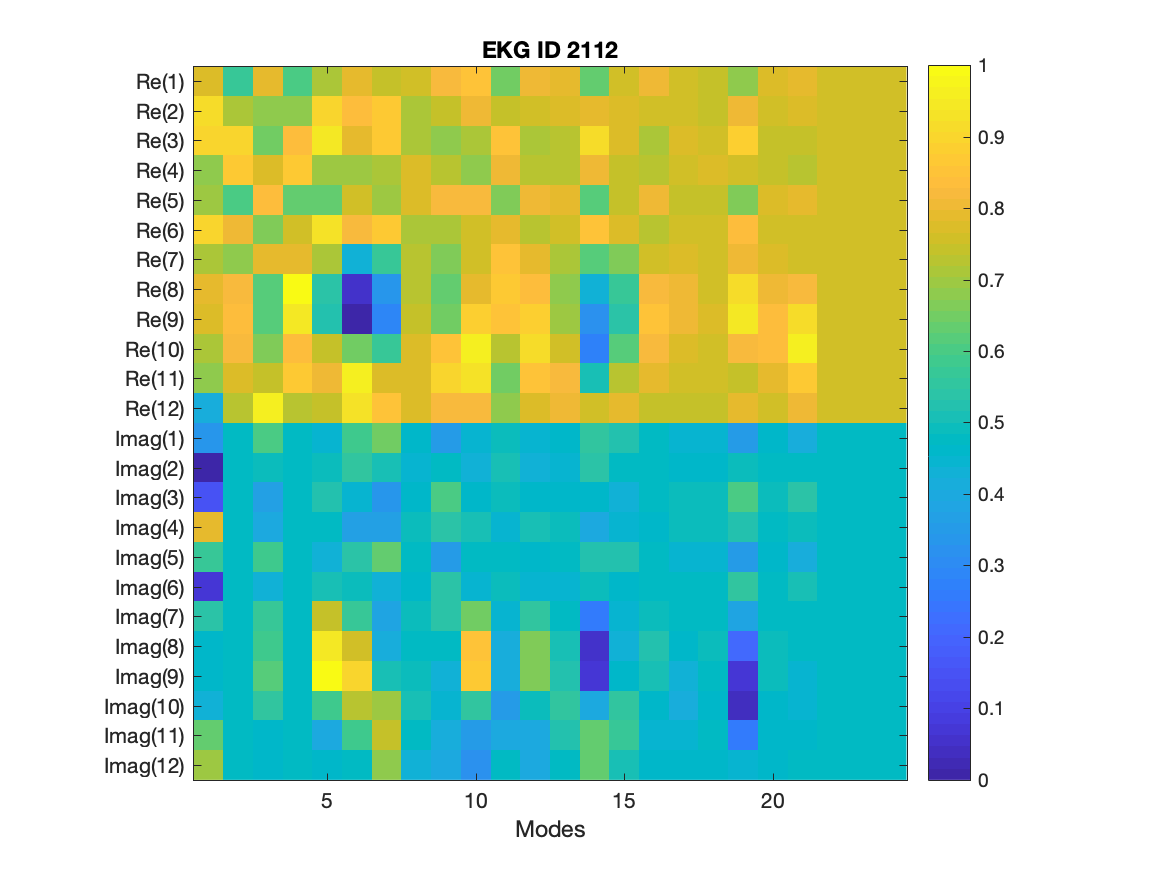 EKG ID 2112
Re(1)
Re(2)
Re(3)
Re(4)
Re(5)
Re(6)
Re(7)
Re(8)
Re(9)
Re(10)
Re(11)
Re(12)
Imag(1)
Imag(2)
Imag(3)
Imag(4)
Imag(5)
Imag(6)
Imag(7)
Imag(8)
Imag(9)
Imag(10)
Imag(11)
Imag(12)
5 10 15 20
Modes
1
0.9
0.8
0.7
0.6
0.5
0.4
0.3
0.2
0.1
0